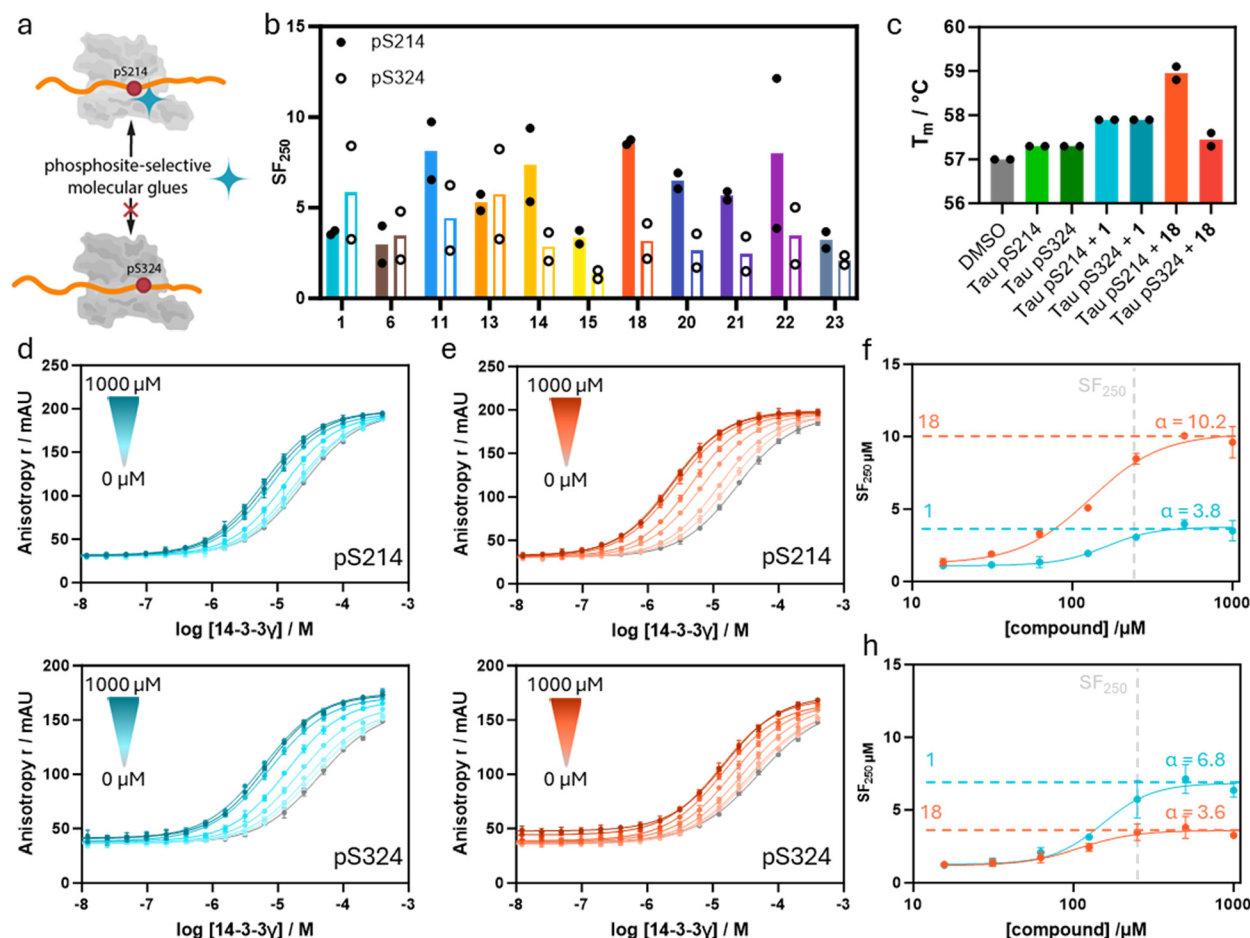 a
pS214
phosphosite-selective
molecular glues
pS324
b
pS214
pS324
SF250
15
10
5
0
1 6 11 13 14 15 18 20 21 22 23
c
Tm / °C
60
59
58
57
56
DMSO
Tau pS214
Tau pS324
Tau pS214 + 1
Tau pS324 + 1
Tau pS214 + 18
Tau pS324 + 18
d
Anisotropy r / mAU
250
200
150
100
50
0
1000 µM
0 µM
pS214
-8 -7 -6 -5 -4 -3
log [14-3-3γ] / M
Anisotropy r / mAU
200
150
100
50
0
1000 µM
0 µM
pS324
-8 -7 -6 -5 -4 -3
log [14-3-3γ] / M
e
Anisotropy r / mAU
250
200
150
100
50
0
1000 µM
0 µM
pS214
-8 -7 -6 -5 -4 -3
log [14-3-3γ] / M
Anisotropy r / mAU
200
150
100
50
0
1000 µM
0 µM
pS324
-8 -7 -6 -5 -4 -3
log [14-3-3γ] / M
f
SF250 µM
15
10
5
0
SF250
18
α = 10.2
1
α = 3.8
10 100 1000
[compound] /µM
h
SF250 µM
15
10
5
0
SF250
1
α = 6.8
18
α = 3.6
10 100 1000
[compound] /µM